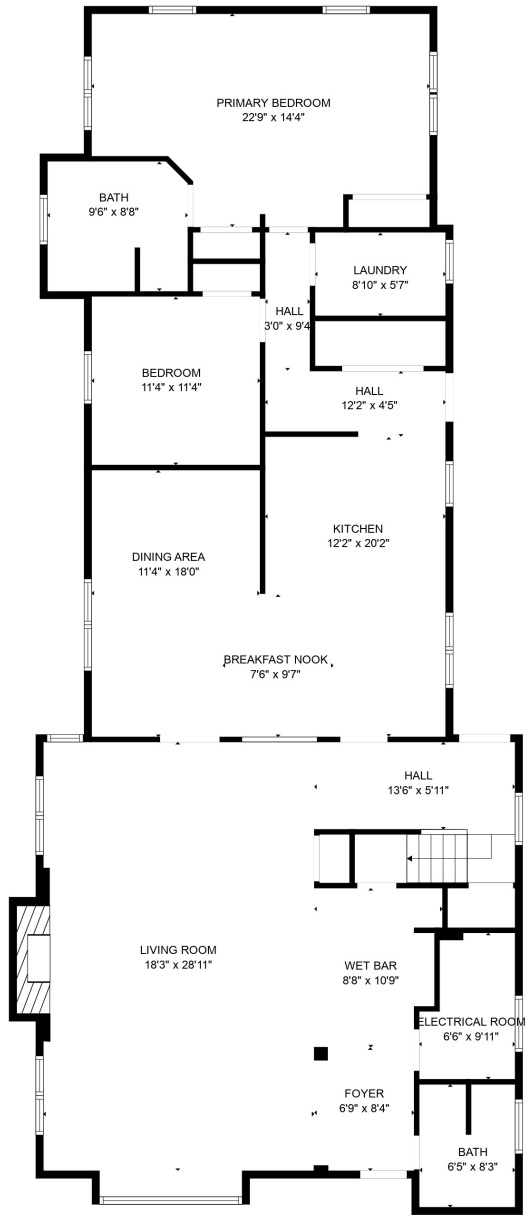 PRIMARY BEDROOM
22'9" x 14'4"
BATH
9'6" x 8'8"
LAUNDRY
8'10" x 5'7"
HALL
3'0" x 9'4
BEDROOM
11'4" x 11'4"
HALL
12'2" x 4'5"
KITCHEN
12'2" x 20'2"
DINING AREA
11'4" x 18'0"
BREAKFAST NOOK
7'6" x 9'7"
HALL
13'6" x 5'11"
LIVING ROOM
18'3" x 28'11"
WET BAR
8'8" x 10'9"
ELECTRICAL ROOM
6'6" x 9'11"
FOYER
6'9" x 8'4"
BATH
6'5" x 8'3"